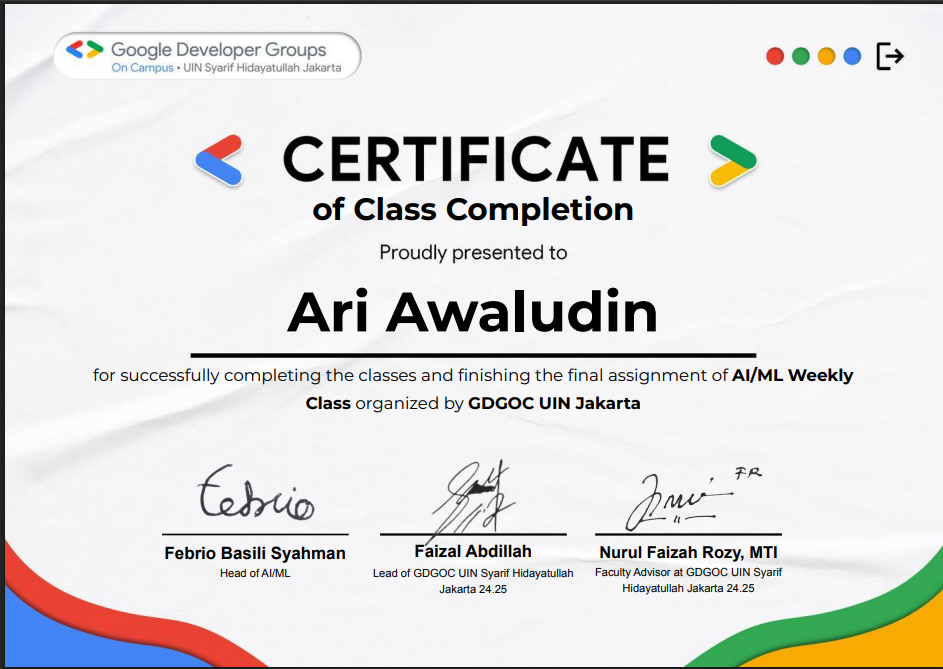 Google Developer Groups
On Campus • UIN Syarif Hidayatullah Jakarta
CERTIFICATE
of Class Completion
Proudly presented to
Ari Awaludin
for successfully completing the classes and finishing the final assignment of AI/ML Weekly
Class organized by GDGOC UIN Jakarta
Febrio
FR
Febrio Basili Syahman
Head of AI/ML
Faizal Abdillah
Lead of GDGOC UIN Syarif Hidayatullah
Jakarta 24.25
Nurul Faizah Rozy, MTI
Faculty Advisor at GDGOC UIN Syarif
Hidayatullah Jakarta 24.25